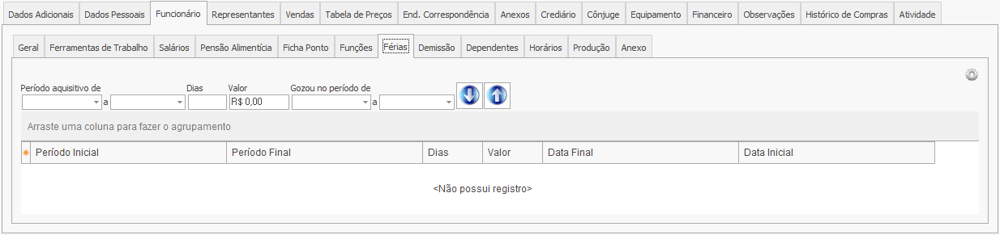 Dados Adicionais Dados Pessoais Funcionário Representantes Vendas Tabela de Preços End. Correspondência Anexos Crediário Cônjuge Equipamento Financeiro Observações Histórico de Compras Atividade
Geral Ferramentas de Trabalho Salários Pensão Alimentícia Ficha Ponto Funções Férias Demissão Dependentes Horários Produção Anexo
Período aquisitivo de Dias Valor Gozou no período de
a R$ 0,00 a
Arraste uma coluna para fazer o agrupamento
Período Inicial Período Final Dias Valor Data Final Data Inicial
<Não possui registro>